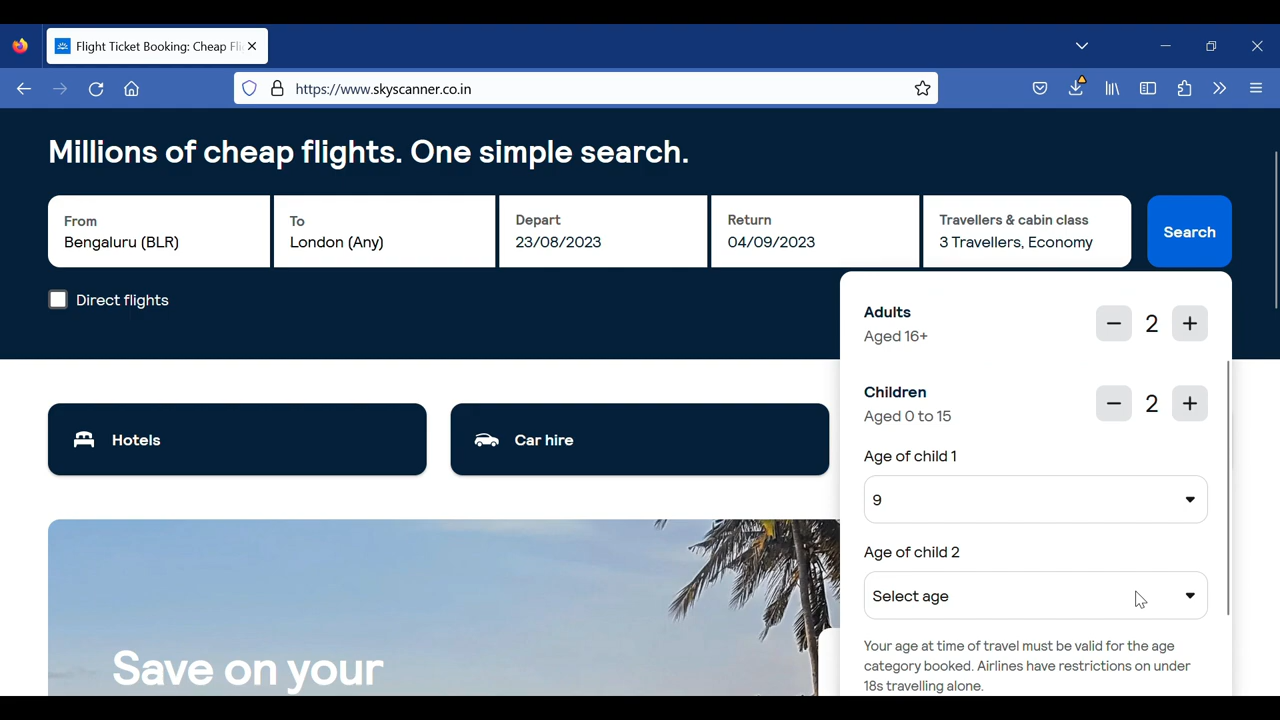 Flight Ticket Booking: Cheap Fli
https://www.skyscanner.co.in
Millions of cheap flights. One simple search.
From
Bengaluru (BLR)
To
London (Any)
Depart
23/08/2023
Return
04/09/2023
Travellers & cabin class
3 Travellers, Economy
Search
Direct flights
Adults
Aged 16+
2
Children
Aged 0 to 15
2
Age of child 1
9
Age of child 2
Select age
Your age at time of travel must be valid for the age
category booked. Airlines have restrictions on under
18s travelling alone.
Hotels
Car hire
Save on your